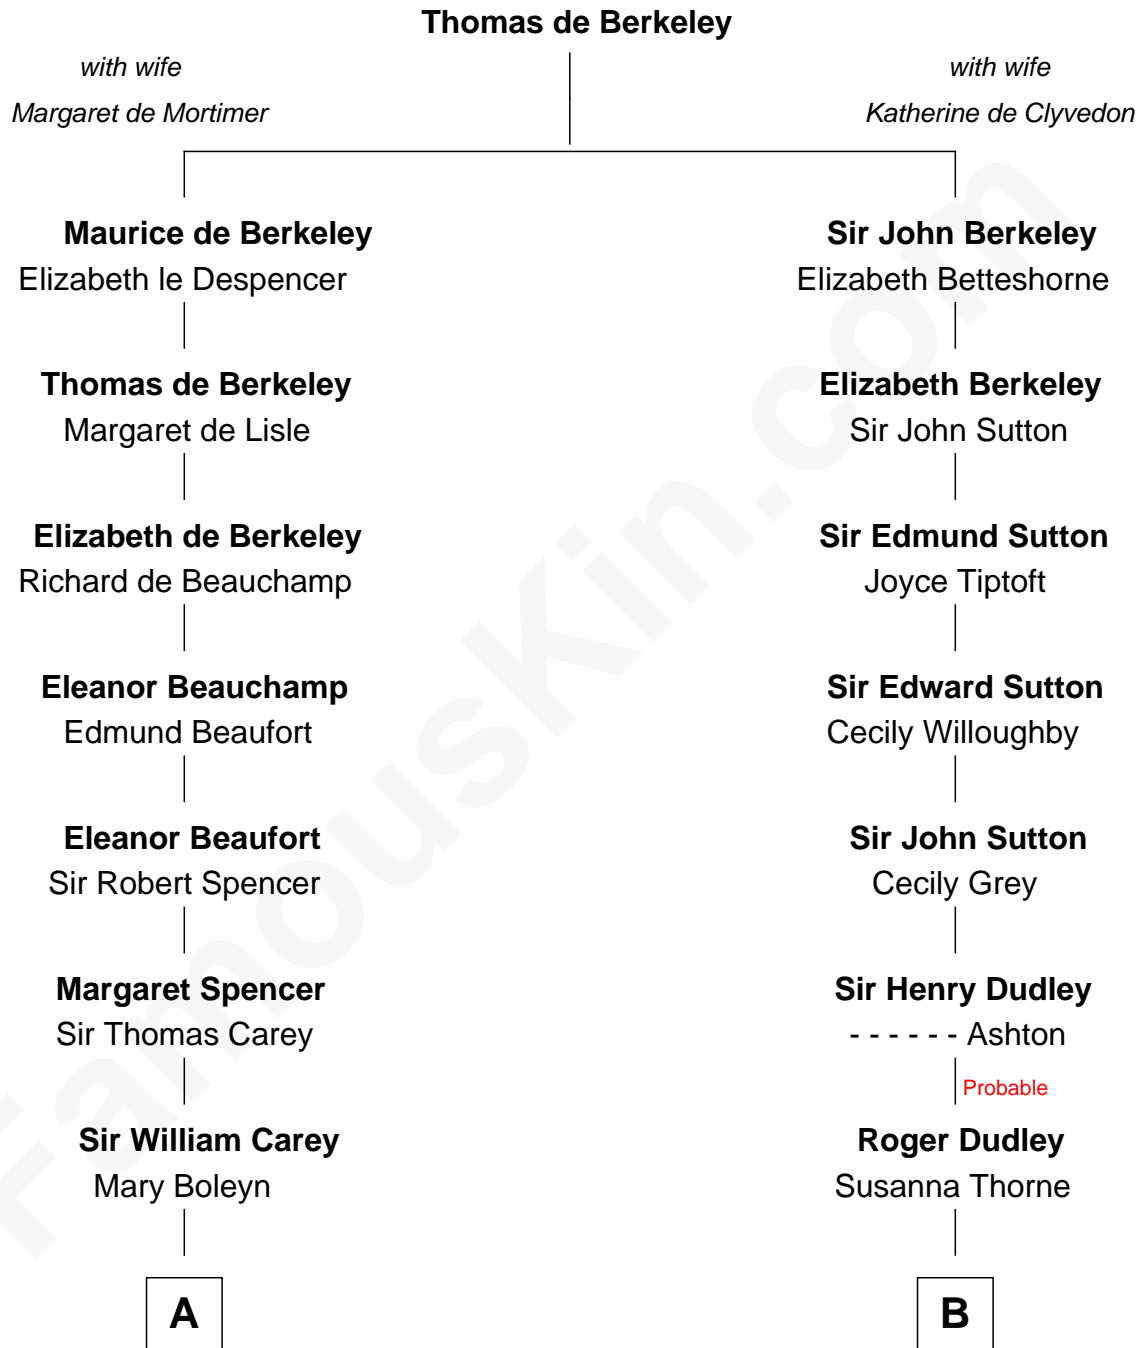 Thomas de Berkeley
with wife
Margaret de Mortimer
with wife
Katherine de Clyvedon
Maurice de Berkeley
Elizabeth le Despencer
Sir John Berkeley
Elizabeth Betteshorne
Thomas de Berkeley
Margaret de Lisle
Elizabeth Berkeley
Sir John Sutton
Elizabeth de Berkeley
Richard de Beauchamp
Sir Edmund Sutton
Joyce Tiptoft
Eleanor Beauchamp
Edmund Beaufort
Sir Edward Sutton
Cecily Willoughby
Eleanor Beaufort
Sir Robert Spencer
Sir John Sutton
Cecily Grey
Margaret Spencer
Sir Thomas Carey
Sir Henry Dudley
- - - - - - Ashton
Probable
Sir William Carey
Mary Boleyn
Roger Dudley
Susanna Thorne
A
B
FamousKin.com